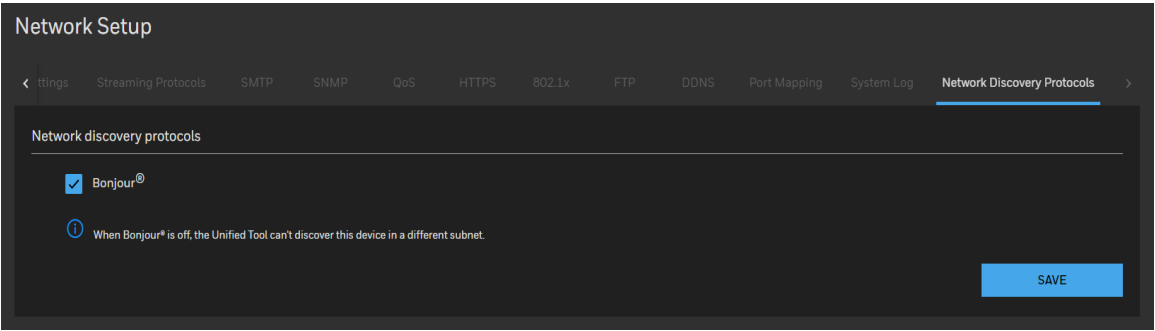 Network Setup
ttings Streaming Protocols SMTP SNMP QoS HTTPS 802.1x FTP DDNS Port Mapping System Log Network Discovery Protocols
Network discovery protocols
Bonjour®
When Bonjour® is off, the Unified Tool can't discover this device in a different subnet.
SAVE